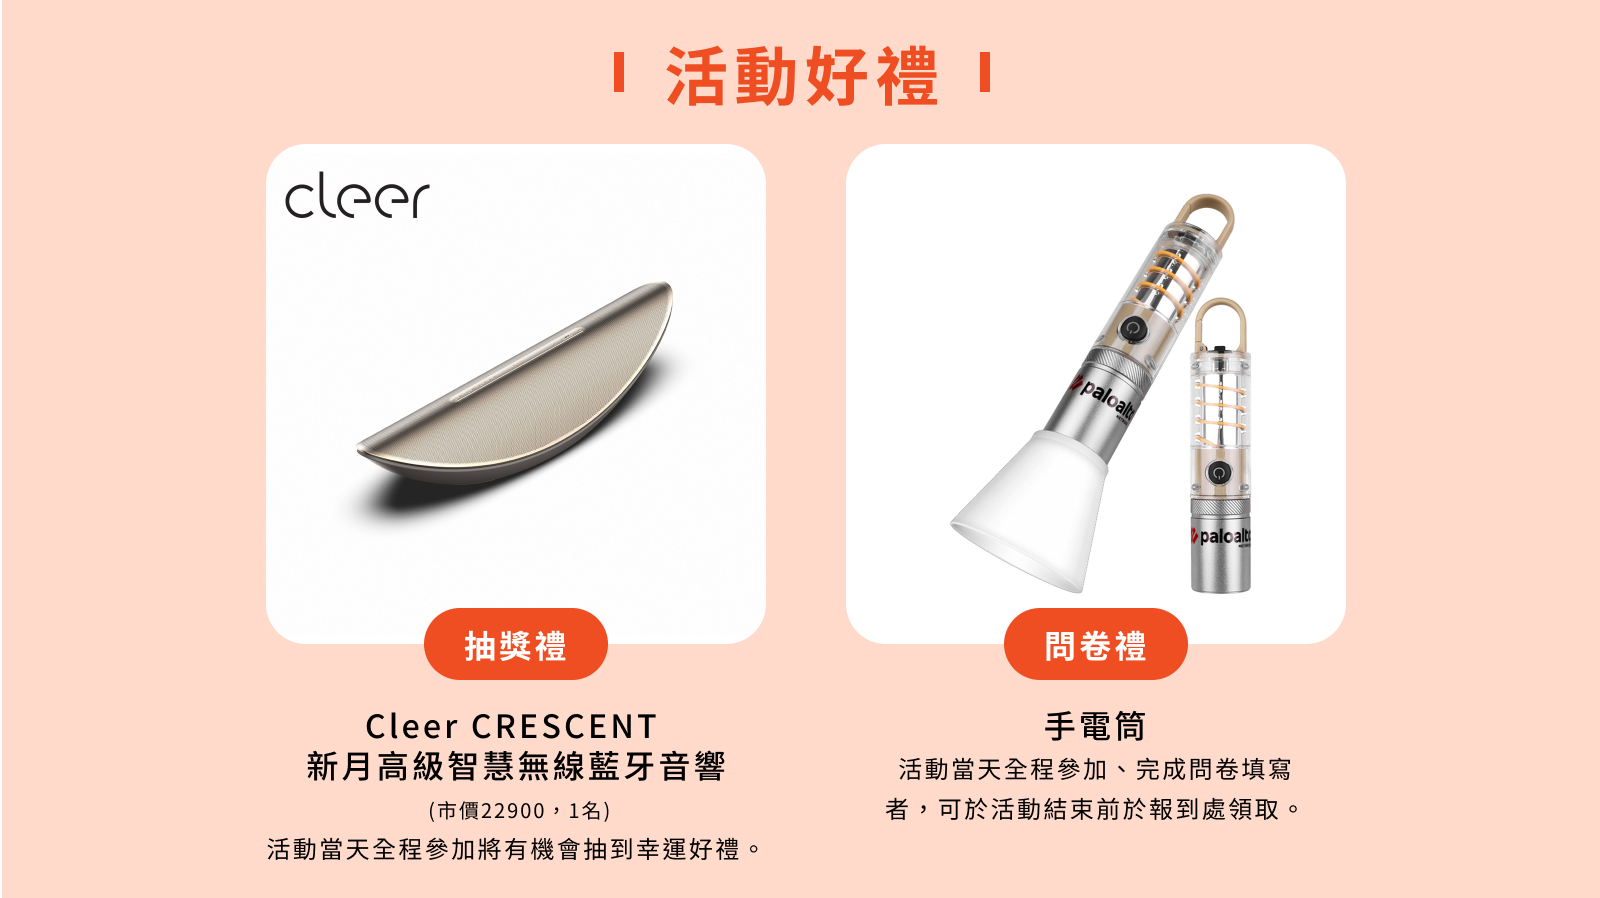 活動好禮
cleer
抽獎禮
Cleer CRESCENT
新月高級智慧無線藍牙音響
(市價22900，1名)
活動當天全程參加將有機會抽到幸運好禮。
paloalto
paloalto
問卷禮
手電筒
活動當天全程參加、完成問卷填寫
者，可於活動結束前於報到處領取。